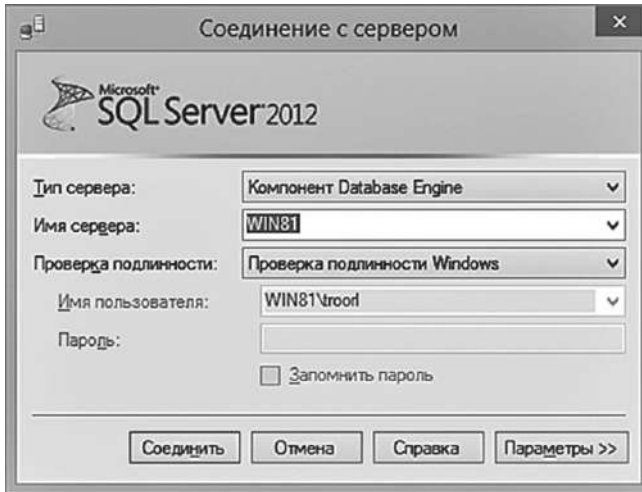 Соединение с сервером
Microsoft®
SQL Server® 2012
Тип сервера: Компонент Database Engine
Имя сервера: WIN81
Проверка подлинности: Проверка подлинности Windows
Имя пользователя: WIN81\troorl
Пароль:
Запомнить пароль
Соединить Отмена Справка Параметры >>